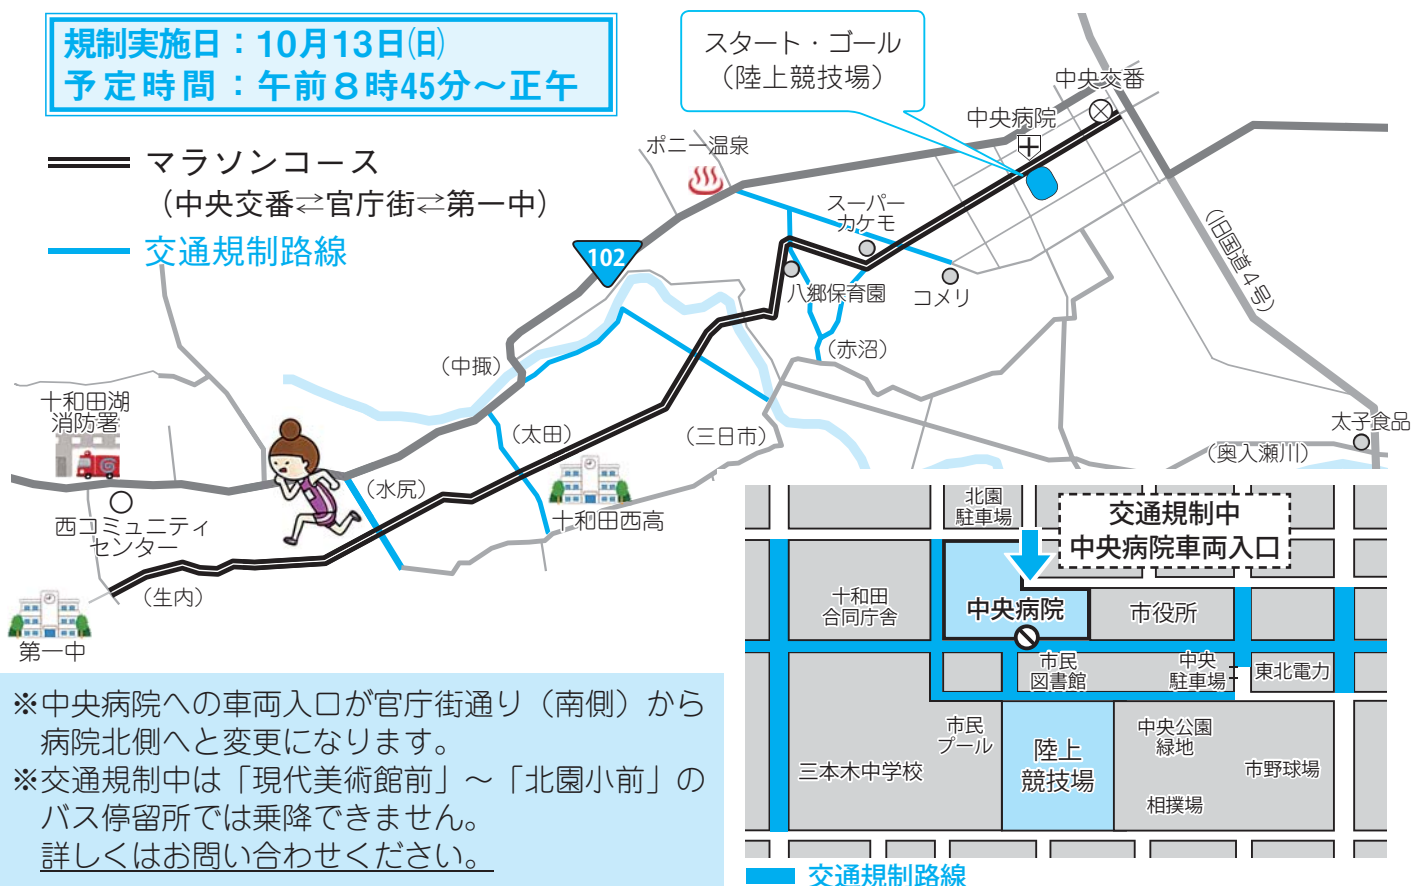 規制実施日：10月13日(日)
予定時間：午前8時45分～正午
マラソンコース
（中央交番⇄官庁街⇄第一中）
交通規制路線
スタート・ゴール
（陸上競技場）
中央交番
中央病院
ポニー温泉
スーパー
カケモ
102
八郷保育園
コメリ
（旧国道4号）
（赤沼）
（中掫）
十和田湖
消防署
（太田）
（三日市）
太子食品
（奥入瀬川）
（水尻）
西コミュニティ
センター
十和田西高
（生内）
第一中
北園
駐車場
交通規制中
中央病院車両入口
十和田
合同庁舎
中央病院
市役所
市民
図書館
中央
駐車場
東北電力
市民
プール
陸上
競技場
中央公園
緑地
三本木中学校
市野球場
相撲場
交通規制路線
※中央病院への車両入口が官庁街通り（南側）から
病院北側へと変更になります。
※交通規制中は「現代美術館前」～「北園小前」の
バス停留所では乗降できません。
詳しくはお問い合わせください。